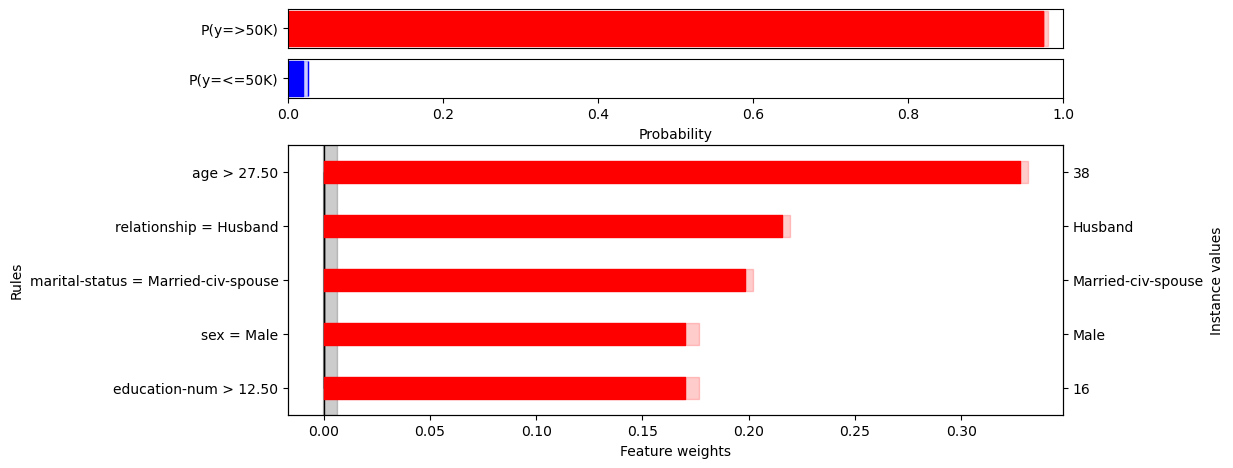 P(y=>50K)
P(y=<=50K)
0.0 0.2 0.4 0.6 0.8 1.0
Probability
age > 27.50 38
relationship = Husband Husband
marital-status = Married-civ-spouse Married-civ-spouse
sex = Male Male
education-num > 12.50 16
Rules
Instance values
0.00 0.05 0.10 0.15 0.20 0.25 0.30
Feature weights